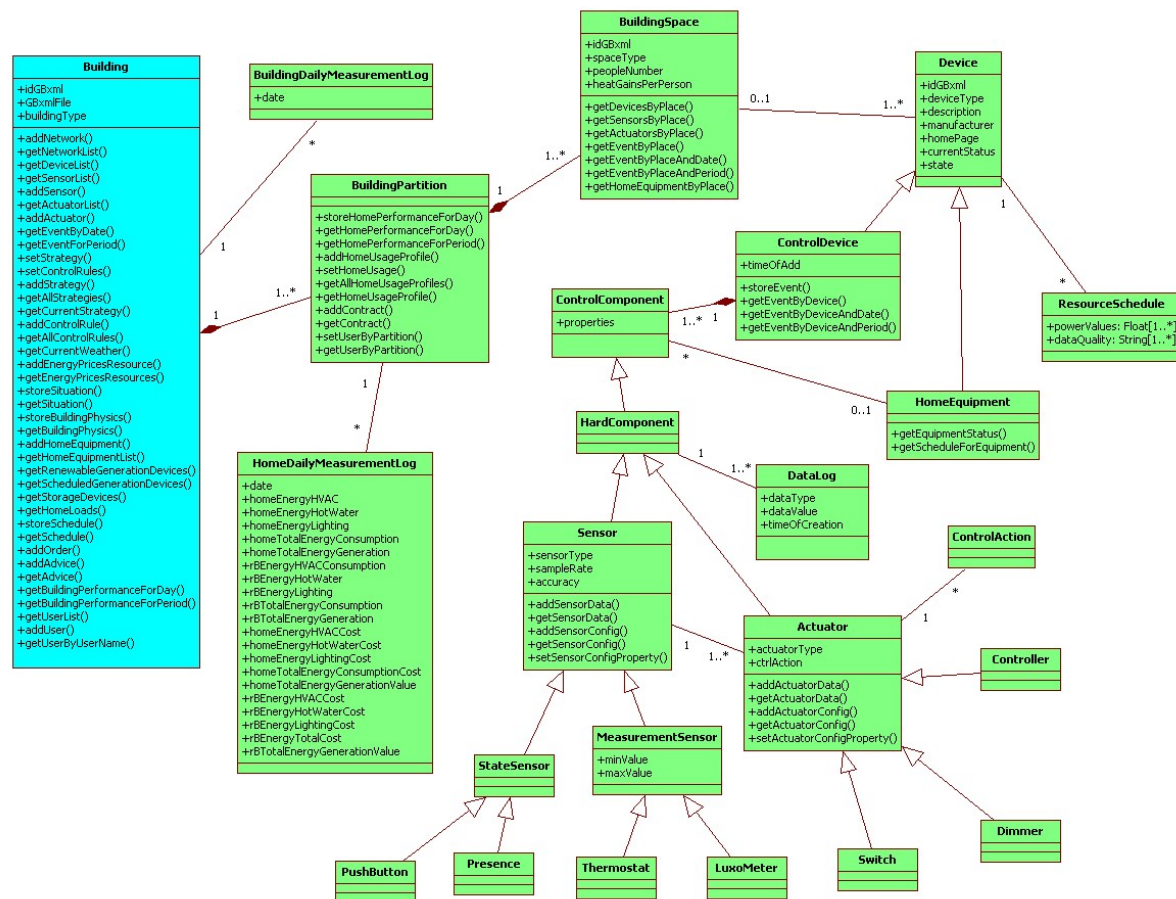 Building
+idGBxml
+GBxmlFile
+buildingType
+addNetwork()
+getNetworkList()
+getDeviceList()
+getSensorList()
+addSensor()
+getActuatorList()
+addActuator()
+getEventByDate()
+getEventForPeriod()
+setStrategy()
+setControlRules()
+addStrategy()
+getAllStrategies()
+getCurrentStrategy()
+addControlRule()
+getAllControlRules()
+getCurrentWeather()
+addEnergyPricesResource()
+getEnergyPricesResources()
+storeSituation()
+getSituation()
+storeBuildingPhysics()
+getBuildingPhysics()
+addHomeEquipment()
+getHomeEquipmentList()
+getRenewableGenerationDevices()
+getScheduledGenerationDevices()
+getStorageDevices()
+getHomeLoads()
+storeSchedule()
+getSchedule()
+addOrder()
+addAdvice()
+getAdvice()
+getBuildingPerformanceForDay()
+getBuildingPerformanceForPeriod()
+getUserList()
+addUser()
+getUserByUserName()
BuildingDailyMeasurementLog
+date
*
1
1
1..*
BuildingPartition
+storeHomePerformanceForDay()
+getHomePerformanceForDay()
+getHomePerformanceForPeriod()
+addHomeUsageProfile()
+setHomeUsage()
+getAllHomeUsageProfiles()
+getHomeUsageProfile()
+addContract()
+getContract()
+setUserByPartition()
+getUserByPartition()
1
*
HomeDailyMeasurementLog
+date
+homeEnergyHVAC
+homeEnergyHotWater
+homeEnergyLighting
+homeTotalEnergyConsumption
+homeTotalEnergyGeneration
+rBEnergyHVACConsumption
+rBEnergyHotWater
+rBEnergyLighting
+rBTotalEnergyConsumption
+rBTotalEnergyGeneration
+homeEnergyHVACCost
+homeEnergyHotWaterCost
+homeEnergyLightingCost
+homeTotalEnergyConsumptionCost
+homeTotalEnergyGenerationValue
+rBEnergyHVACCost
+rBEnergyHotWaterCost
+rBEnergyLightingCost
+rBEnergyTotalCost
+rBTotalEnergyGenerationValue
1
1..*
BuildingSpace
+idGBxml
+spaceType
+peopleNumber
+heatGainsPerPerson
+getDevicesByPlace()
+getSensorsByPlace()
+getActuatorsByPlace()
+getEventByPlace()
+getEventByPlaceAndDate()
+getEventByPlaceAndPeriod()
+getHomeEquipmentByPlace()
0..1
1..*
Device
+idGBxml
+deviceType
+description
+manufacturer
+homePage
+currentStatus
+state
1
*
ResourceSchedule
+powerValues: Float[1..*]
+dataQuality: String[1..*]
ControlDevice
+timeOfAdd
+storeEvent()
+getEventByDevice()
+getEventByDeviceAndDate()
+getEventByDeviceAndPeriod()
1
1..*
ControlComponent
+properties
*
0..1
HomeEquipment
+getEquipmentStatus()
+getScheduleForEquipment()
HardComponent
1
1..*
DataLog
+dataType
+dataValue
+timeOfCreation
Sensor
+sensorType
+sampleRate
+accuracy
+addSensorData()
+getSensorData()
+addSensorConfig()
+getSensorConfig()
+setSensorConfigProperty()
1
1..*
ControlAction
*
1
Actuator
+actuatorType
+ctrlAction
+addActuatorData()
+getActuatorData()
+addActuatorConfig()
+getActuatorConfig()
+setActuatorConfigProperty()
Controller
StateSensor
MeasurementSensor
+minValue
+maxValue
PushButton
Presence
Thermostat
LuxoMeter
Switch
Dimmer